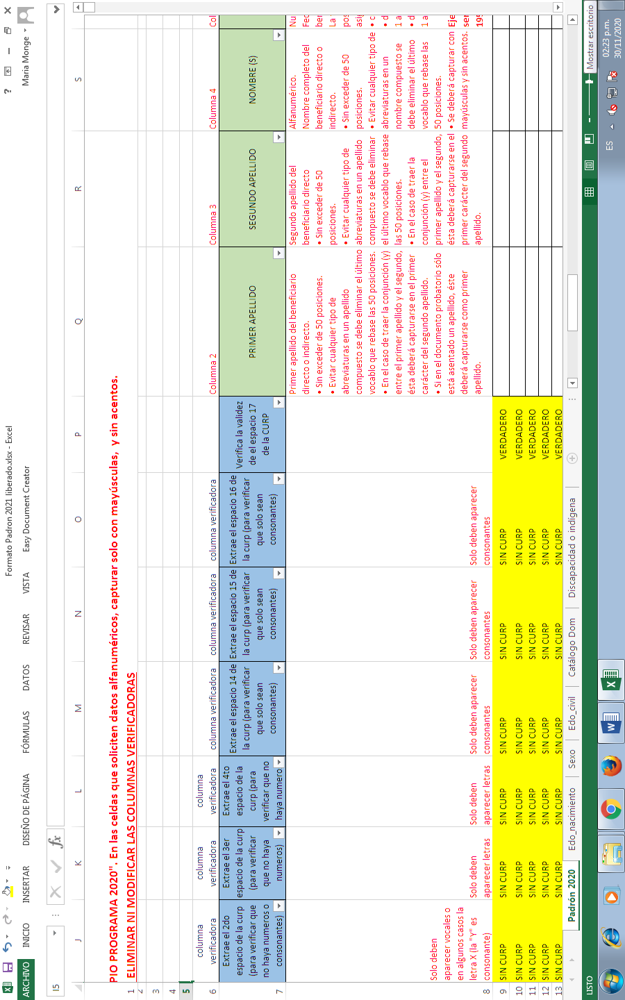 Formato Padron 2021 liberado.xlsx - Excel
ARCHIVO INICIO INSERTAR DISEÑO DE PÁGINA FÓRMULAS DATOS REVISAR VISTA Easy Document Creator Maria Monge
I5
fx
J K L M N O P Q R S
1 PIO PROGRAMA 2020". En las celdas que soliciten datos alfanuméricos, capturar solo con mayúsculas, y sin acentos.
ELIMINAR NI MODIFICAR LAS COLUMNAS VERIFICADORAS
2
3
4
5
6
columna
verificadora
columna
verificadora
columna
verificadora
columna verificadora
columna verificadora
columna verificadora
Columna 2
Columna 3
Columna 4
Col
7
Extrae el 2do
espacio de la curp
(para verificar que
no haya numeros o
consonantes)
Extrae el 3er
espacio de la curp
(para verificar
que no haya
numeros)
Extrae el 4to
espacio de la
curp (para
verificar que no
haya numero
Extrae el espacio 14 de
la curp (para verificar
que solo sean
consonantes)
Extrae el espacio 15 de
la curp (para verificar
que solo sean
consonantes)
Extrae el espacio 16 de
la curp (para verificar
que solo sean
consonantes)
Verifica la validez
de el espacio 17
de la CURP
PRIMER APELLIDO
SEGUNDO APELLIDO
NOMBRE (S)
8
Solo deben
aparecer vocales o
en algunos casos la
letra X (la "Y" es
consonante)
Solo deben
aparecer letras
Solo deben
aparecer letras
Solo deben aparecer
consonantes
Solo deben aparecer
consonantes
Solo deben aparecer
consonantes
Primer apellido del beneficiario
directo o indirecto.
• Sin exceder de 50 posiciones.
• Evitar cualquier tipo de
abreviaturas en un apellido
compuesto se debe eliminar el último
vocablo que rebase las 50 posiciones.
• En el caso de traer la conjunción (y)
entre el primer apellido y el segundo,
ésta deberá capturarse en el primer
carácter del segundo apellido.
• Si en el documento probatorio sólo
está asentado un apellido, éste
deberá capturarse como primer
apellido.
Segundo apellido del
beneficiario directo
• Sin exceder de 50
posiciones.
• Evitar cualquier tipo de
abreviaturas en un apellido
compuesto se debe eliminar
el último vocablo que rebase
las 50 posiciones.
• En el caso de traer la
conjunción (y) entre el
primer apellido y el segundo,
ésta deberá capturarse en el
primer carácter del segundo
apellido.
Alfanumérico.
Nombre completo del
beneficiario directo o
indirecto.
• Sin exceder de 50
posiciones.
• Evitar cualquier tipo de
abreviaturas en un
nombre compuesto se
debe eliminar el último
vocablo que rebase las
50 posiciones.
• Se deberá capturar con
mayúsculas y sin acentos.
Nu
Fec
ber
La
pos
asig
• c
1 a
• d
1 a
Eje
ser
195
9 SIN CURP SIN CURP SIN CURP SIN CURP SIN CURP SIN CURP VERDADERO
10 SIN CURP SIN CURP SIN CURP SIN CURP SIN CURP SIN CURP VERDADERO
11 SIN CURP SIN CURP SIN CURP SIN CURP SIN CURP SIN CURP VERDADERO
12 SIN CURP SIN CURP SIN CURP SIN CURP SIN CURP SIN CURP VERDADERO
13 SIN CURP SIN CURP SIN CURP SIN CURP SIN CURP SIN CURP VERDADERO
Padrón 2020 Edo_nacimiento Sexo Edo_civil Catálogo Dom Discapacidad o indígena
LISTO
Mostrar escritorio
ES
02:23 p.m.
30/11/2020